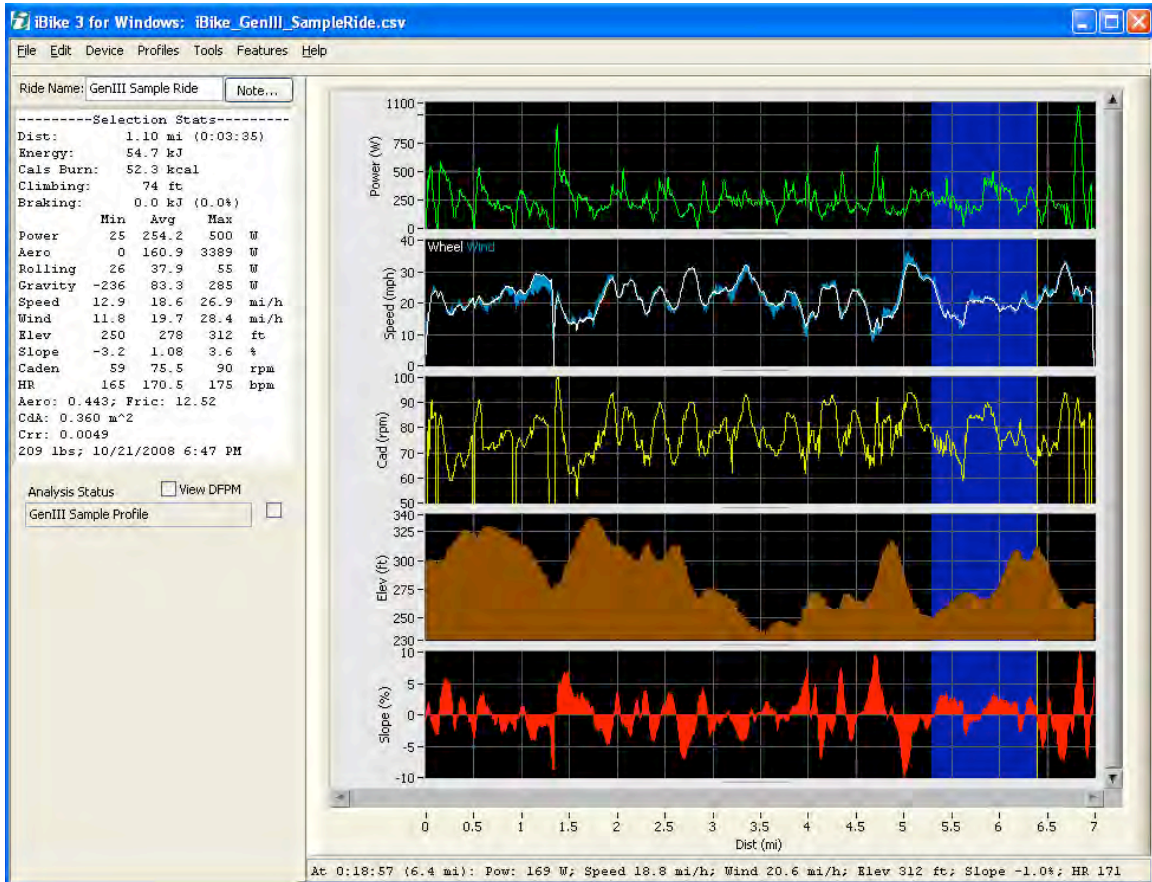 iBike 3 for Windows: iBike_GenIII_SampleRide.csv
File Edit Device Profiles Tools Features Help
Ride Name: GenIII Sample Ride Note...
---------Selection Stats---------
Dist: 1.10 mi (0:03:35)
Energy: 54.7 kJ
Cals Burn: 52.3 kcal
Climbing: 74 ft
Braking: 0.0 kJ (0.0%)
Min Avg Max
Power 25 254.2 500 W
Aero 0 160.9 3389 W
Rolling 26 37.9 55 W
Gravity -236 83.3 285 W
Speed 12.9 18.6 26.9 mi/h
Wind 11.8 19.7 28.4 mi/h
Elev 250 278 312 ft
Slope -3.2 1.08 3.6 %
Caden 59 75.5 90 rpm
HR 165 170.5 175 bpm
Aero: 0.443; Fric: 12.52
CdA: 0.360 m^2
Crr: 0.0049
209 lbs; 10/21/2008 6:47 PM
Analysis Status View DFPM
GenIII Sample Profile
Power (W)
1100
750
500
250
0
Speed (mph)
Wheel Wind
40
30
20
10
0
Cad (rpm)
100
90
80
70
60
50
Elev (ft)
340
325
300
275
250
230
Slope (%)
10
5
0
-5
-10
0 0.5 1 1.5 2 2.5 3 3.5 4 4.5 5 5.5 6 6.5 7
Dist (mi)
At 0:18:57 (6.4 mi): Pow: 169 W; Speed 18.8 mi/h; Wind 20.6 mi/h; Elev 312 ft; Slope -1.0%; HR 171